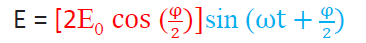 E = [2E₀ cos (φ/2)]sin (ωt + φ/2)